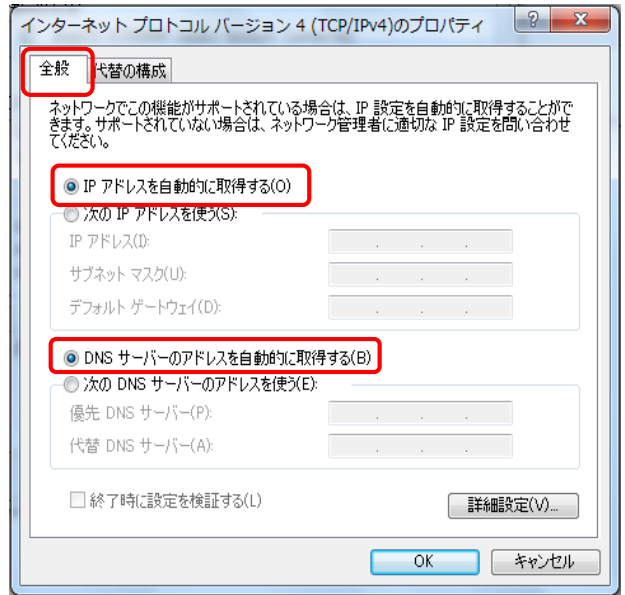 インターネット プロトコル バージョン 4 (TCP/IPv4)のプロパティ
全般
代替の構成
ネットワークでこの機能がサポートされている場合は、IP 設定を自動的に取得することがで
きます。サポートされていない場合は、ネットワーク管理者に適切な IP 設定を問い合わせ
てください。
IP アドレスを自動的に取得する(O)
次の IP アドレスを使う(S):
IP アドレス(I):
サブネット マスク(U):
デフォルト ゲートウェイ(D):
DNS サーバーのアドレスを自動的に取得する(B)
次の DNS サーバーのアドレスを使う(E):
優先 DNS サーバー(P):
代替 DNS サーバー(A):
終了時に設定を検証する(L)
詳細設定(V)...
OK
キャンセル